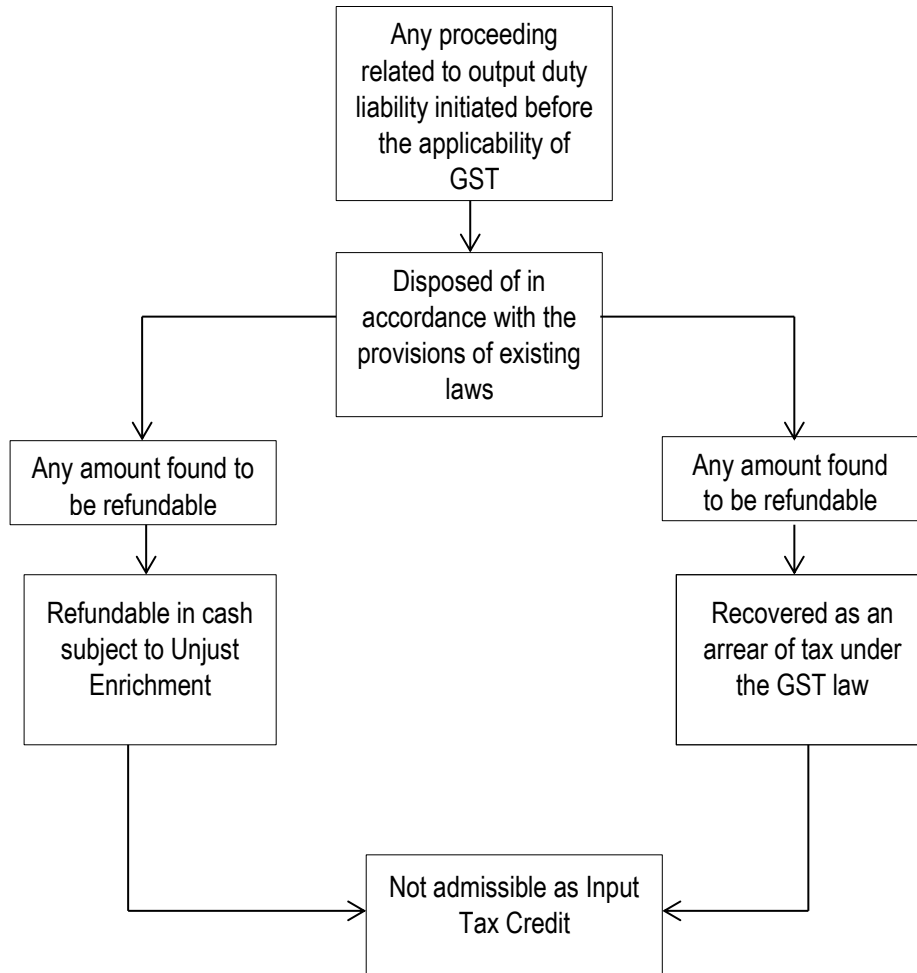 Any proceeding
related to output duty
liability initiated before
the applicability of
GST
Disposed of in
accordance with the
provisions of existing
laws
Any amount found to
be refundable
Any amount found
to be refundable
Refundable in cash
subject to Unjust
Enrichment
Recovered as an
arrear of tax under
the GST law
Not admissible as Input
Tax Credit